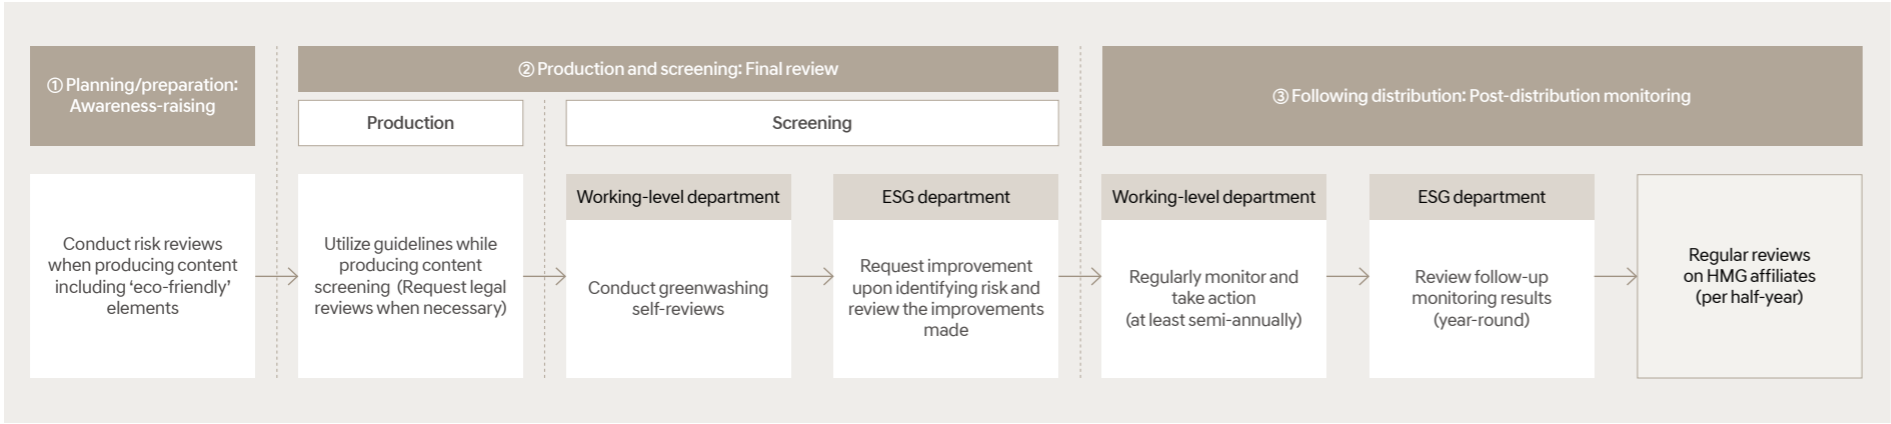 ① Planning/preparation:
Awareness-raising
② Production and screening: Final review
③ Following distribution: Post-distribution monitoring
Production
Screening
Conduct risk reviews
when producing content
including ‘eco-friendly’
elements
Utilize guidelines while
producing content
screening (Request legal
reviews when necessary)
Working-level department
Conduct greenwashing
self-reviews
ESG department
Request improvement
upon identifying risk and
review the improvements
made
Working-level department
Regularly monitor and
take action
(at least semi-annually)
ESG department
Review follow-up
monitoring results
(year-round)
Regular reviews
on HMG affiliates
(per half-year)